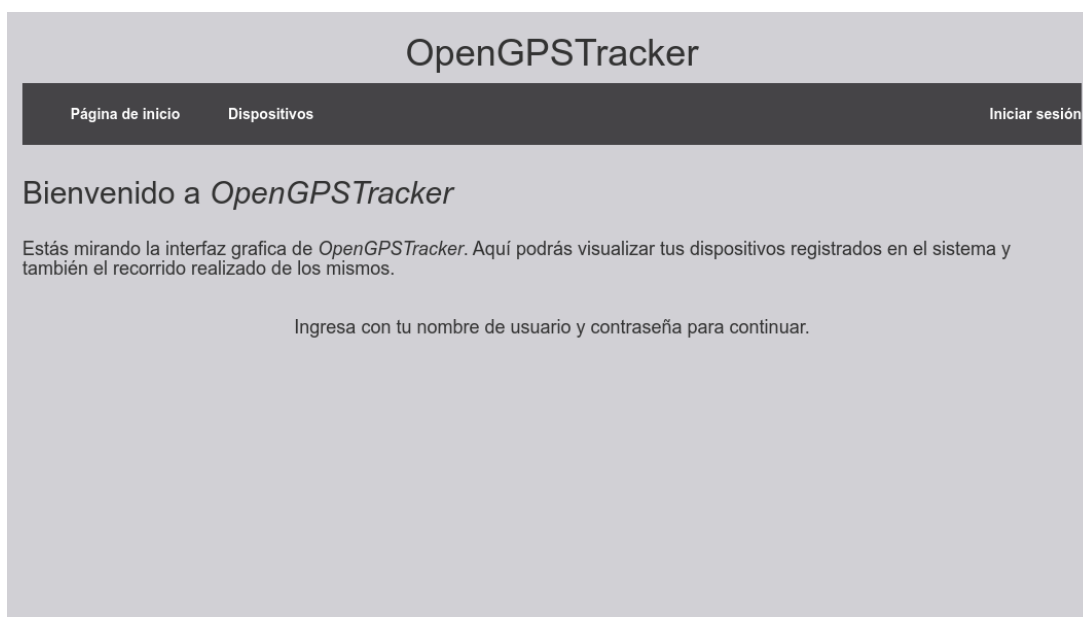 OpenGPSTracker
Página de inicio Dispositivos Iniciar sesión
Bienvenido a OpenGPSTracker
Estás mirando la interfaz grafica de OpenGPSTracker. Aquí podrás visualizar tus dispositivos registrados en el sistema y
también el recorrido realizado de los mismos.
Ingresa con tu nombre de usuario y contraseña para continuar.